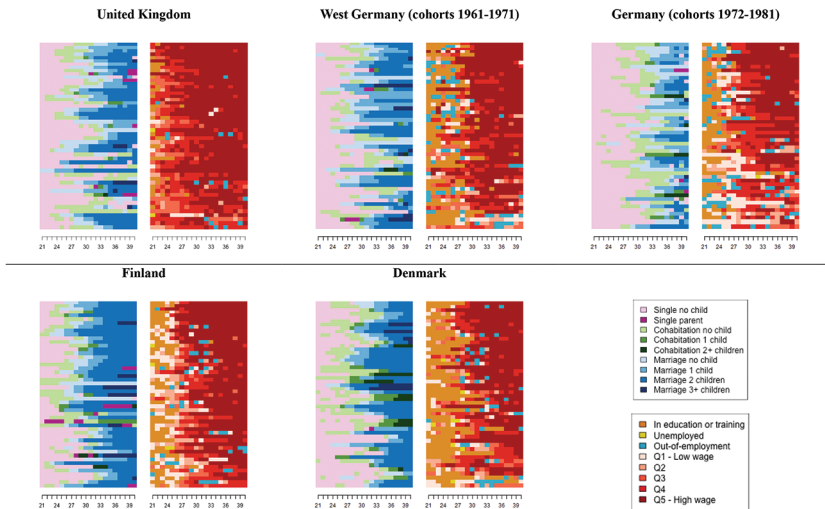 United Kingdom
West Germany (cohorts 1961-1971)
Germany (cohorts 1972-1981)
21 24 27 30 33 36 39
21 24 27 30 33 36 39
21 24 27 30 33 36 39
21 24 27 30 33 36 39
21 24 27 30 33 36 39
21 24 27 30 33 36 39
Finland
Denmark
21 24 27 30 33 36 39
21 24 27 30 33 36 39
21 24 27 30 33 36 39
21 24 27 30 33 36 39
Single no child
Single parent
Cohabitation no child
Cohabitation 1 child
Cohabitation 2+ children
Marriage no child
Marriage 1 child
Marriage 2 children
Marriage 3+ children
In education or training
Unemployed
Out-of-employment
Q1 - Low wage
Q2
Q3
Q4
Q5 - High wage